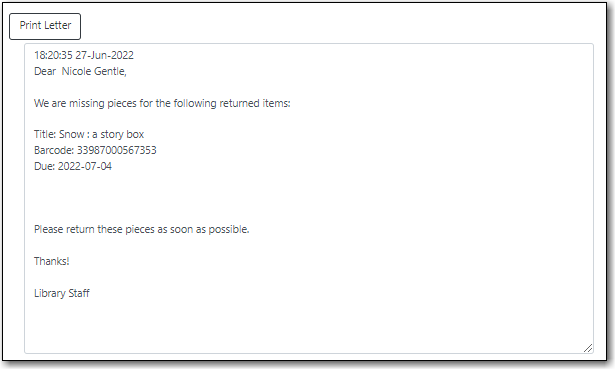 Print Letter
18:20:35 27-Jun-2022
Dear  Nicole Gentle,
We are missing pieces for the following returned items:
Title: Snow : a story box
Barcode: 33987000567353
Due: 2022-07-04
Please return these pieces as soon as possible.
Thanks!
Library Staff